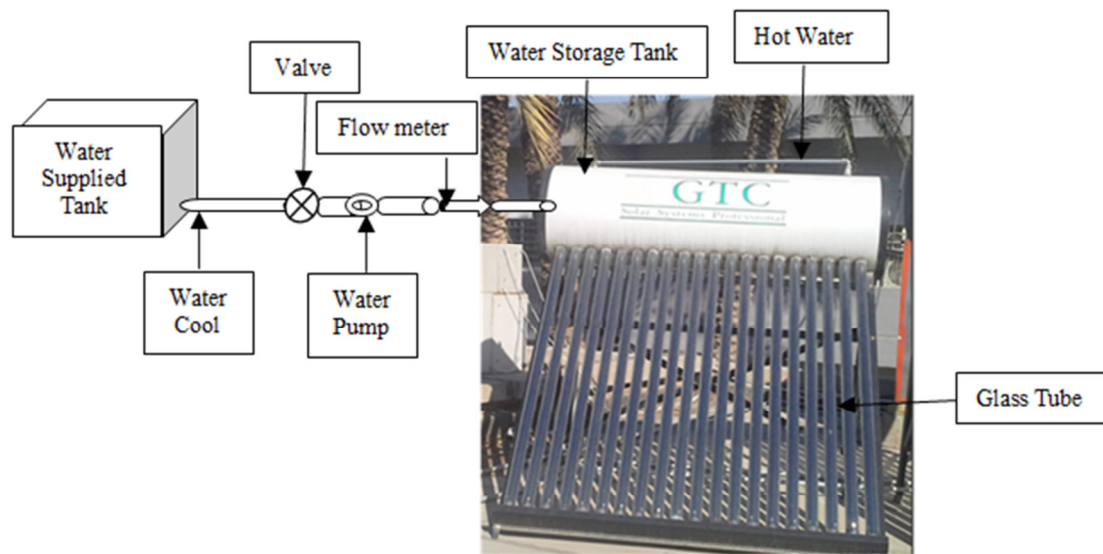 Hot Water
Water Storage Tank
Valve
Flow meter
Water
Supplied
Tank
GTC
Solar Systems Professional
Water
Cool
Water
Pump
Glass Tube